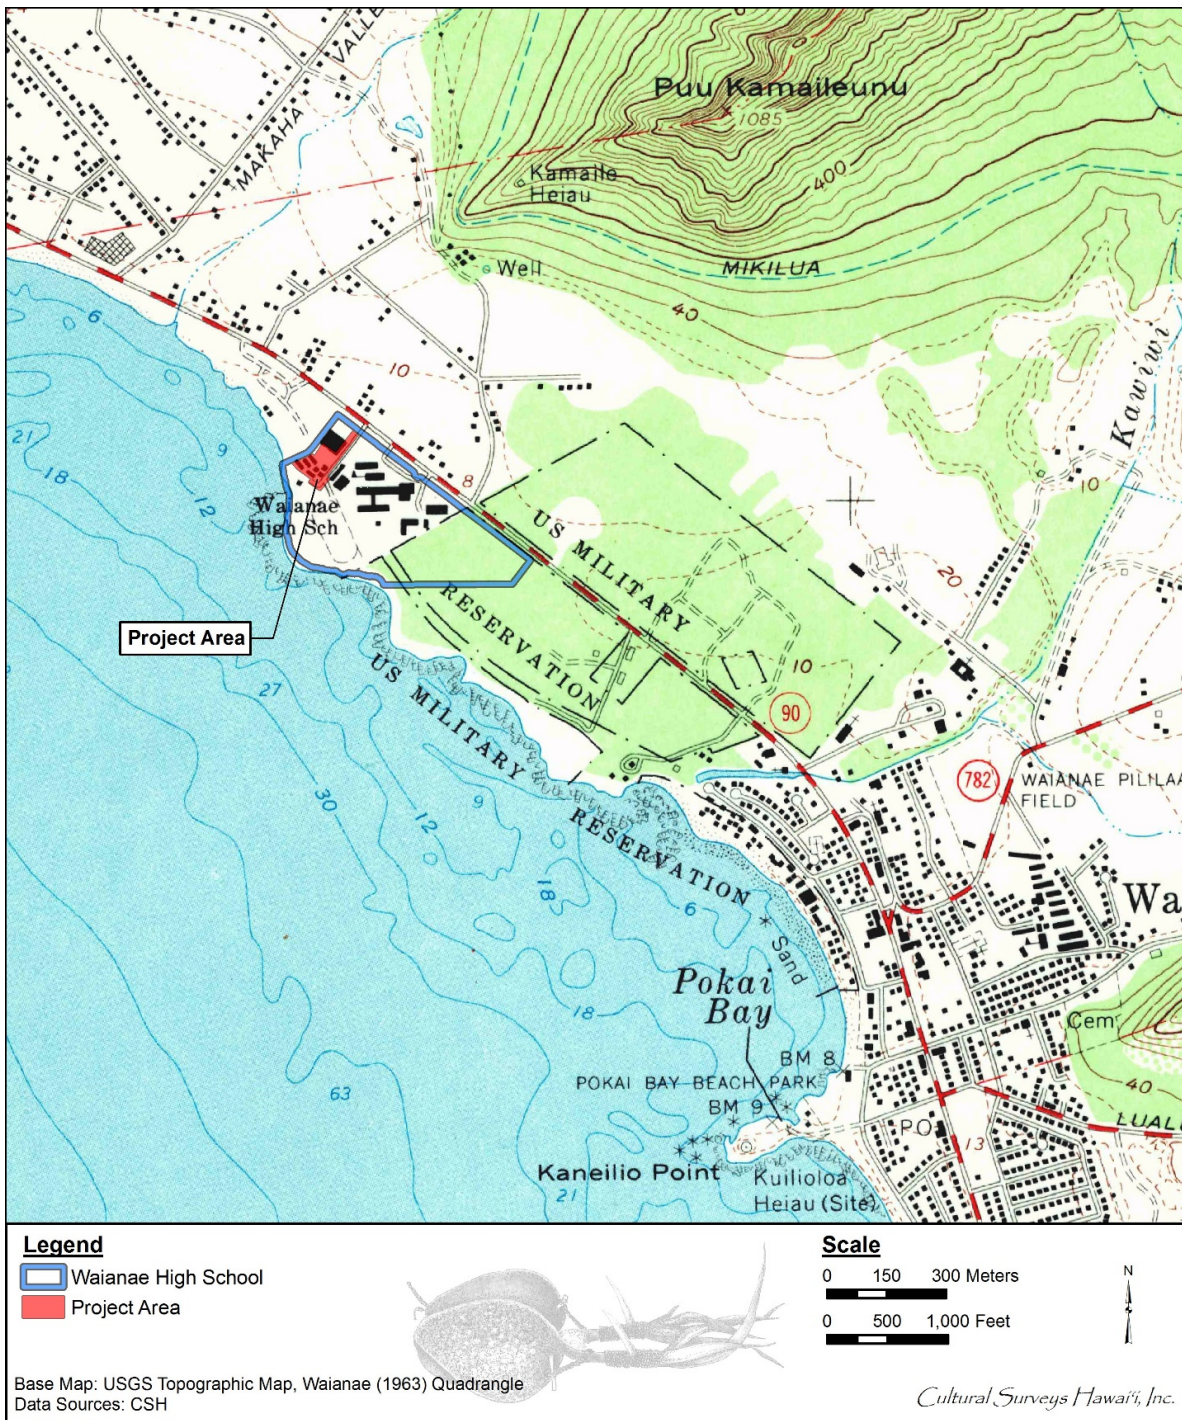 VALLE
MAKAHA
Puu Kamaileunu
1085
Kamaile
Heiau
400
Well
MIKILUA
40
6
10
Kawiwi
21
18
9
12
8
10
Waianae
High Sch
US MILITARY
20
RESERVATION
Project Area
US MILITARY
10
27
90
30
9
12
782
WAIANAE PILILAA
FIELD
RESERVATION
18
6
Wa
Sand
Pokai
Bay
18
Cem
BM 8
POKAI BAY BEACH PARK
63
BM 9
40
PO
LUALU
13
Kaneilio Point
Kuilioloa
Heiau (Site)
21
Legend
Waianae High School
Project Area
Scale
0 150 300 Meters
0 500 1,000 Feet
N
Base Map: USGS Topographic Map, Waianae (1963) Quadrangle
Data Sources: CSH
Cultural Surveys Hawai‘i, Inc.